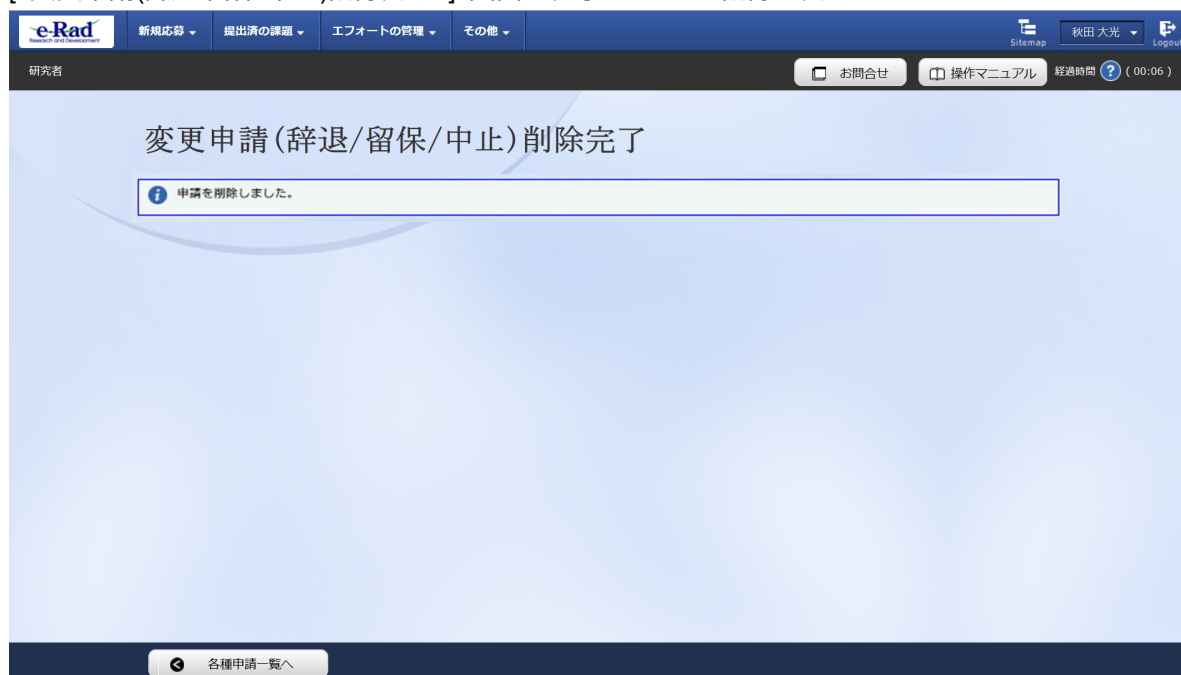 e-Rad
Research and Development
新規応募
提出済の課題
エフォートの管理
その他
Sitemap
秋田 大光
Logout
研究者
お問合せ
操作マニュアル
経過時間 ? ( 00:06 )
変更申請(辞退/留保/中止)削除完了
申請を削除しました。
各種申請一覧へ